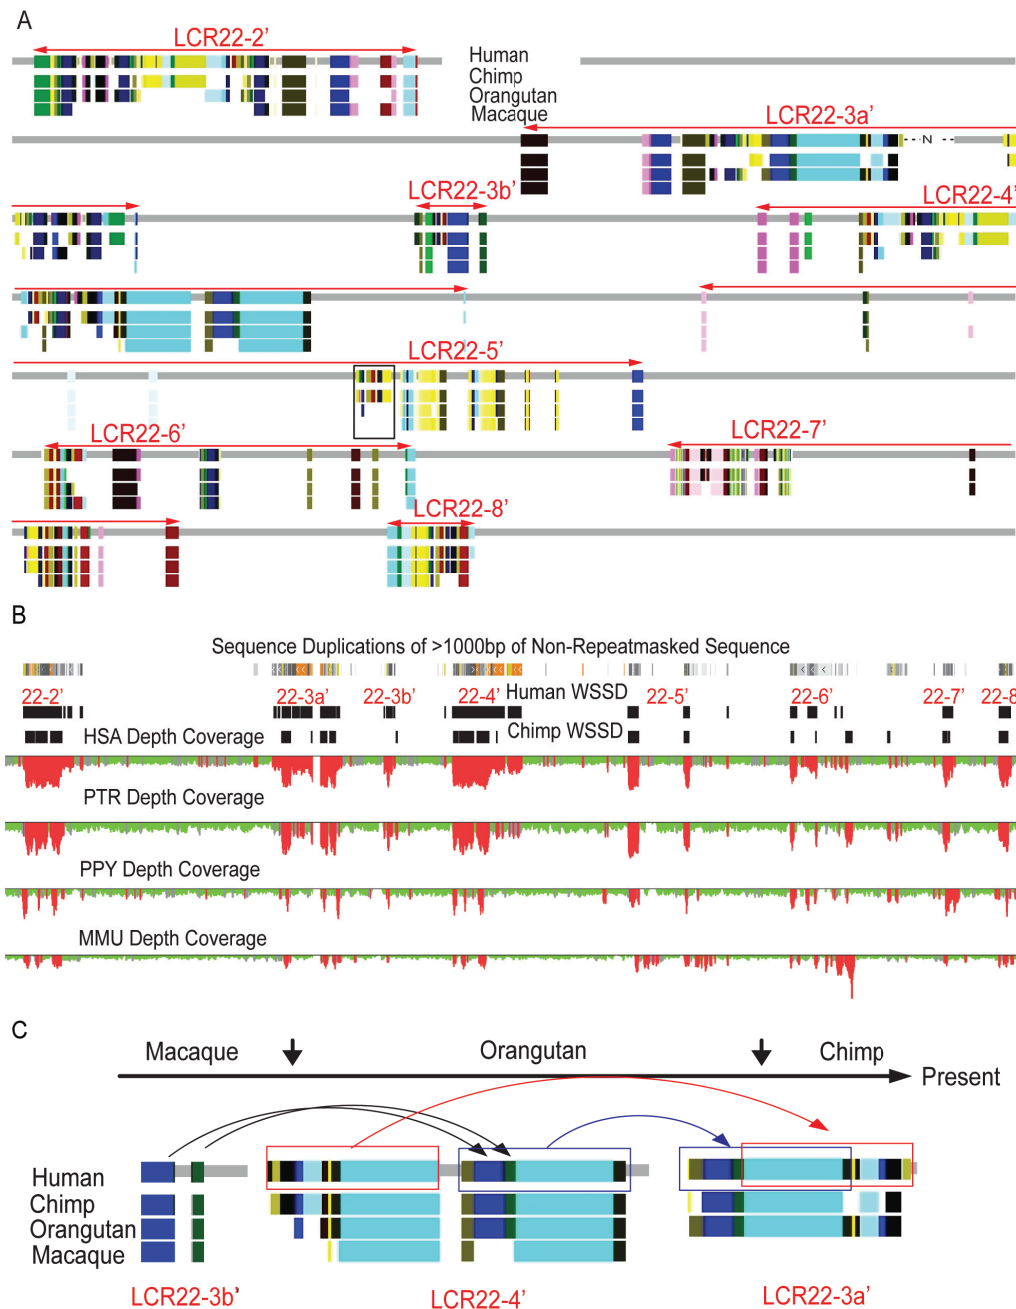 A
LCR22-2'
Human
Chimp
Orangutan
Macaque
LCR22-3a'
N
LCR22-3b'
LCR22-4'
LCR22-5'
LCR22-6'
LCR22-7'
LCR22-8'
B
Sequence Duplications of >1000bp of Non-Repeatmasked Sequence
22-2' 22-3a' 22-3b' 22-4' Human WSSD 22-5' 22-6' 22-7' 22-8
HSA Depth Coverage Chimp WSSD
PTR Depth Coverage
PPY Depth Coverage
MMU Depth Coverage
C
Macaque Orangutan Chimp
Present
Human
Chimp
Orangutan
Macaque
LCR22-3b' LCR22-4' LCR22-3a'